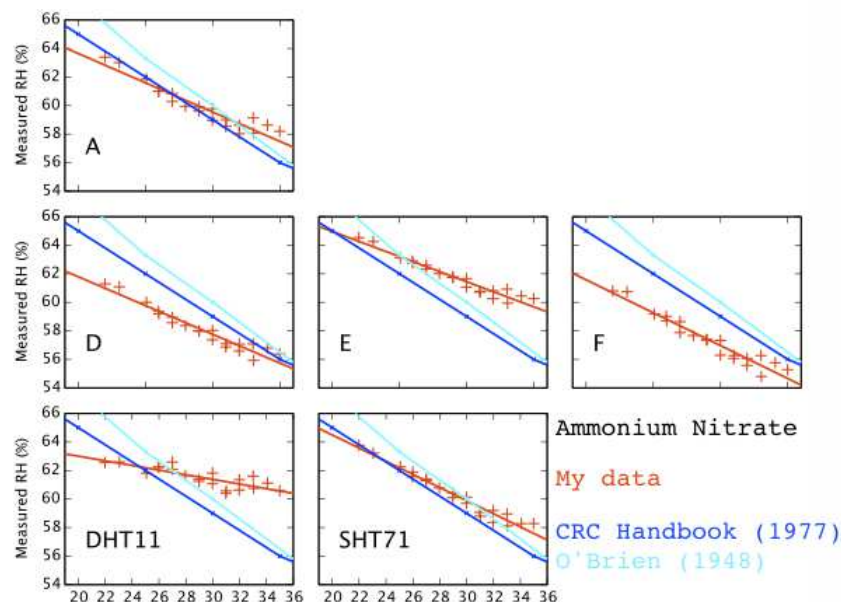 66
64
62
60
58
56
54
Measured RH (%)
A
66
64
62
60
58
56
54
Measured RH (%)
D
E
F
66
64
62
60
58
56
54
Measured RH (%)
DHT11
SHT71
20 22 24 26 28 30 32 34 36
20 22 24 26 28 30 32 34 36
Ammonium Nitrate
My data
CRC Handbook (1977)
O'Brien (1948)